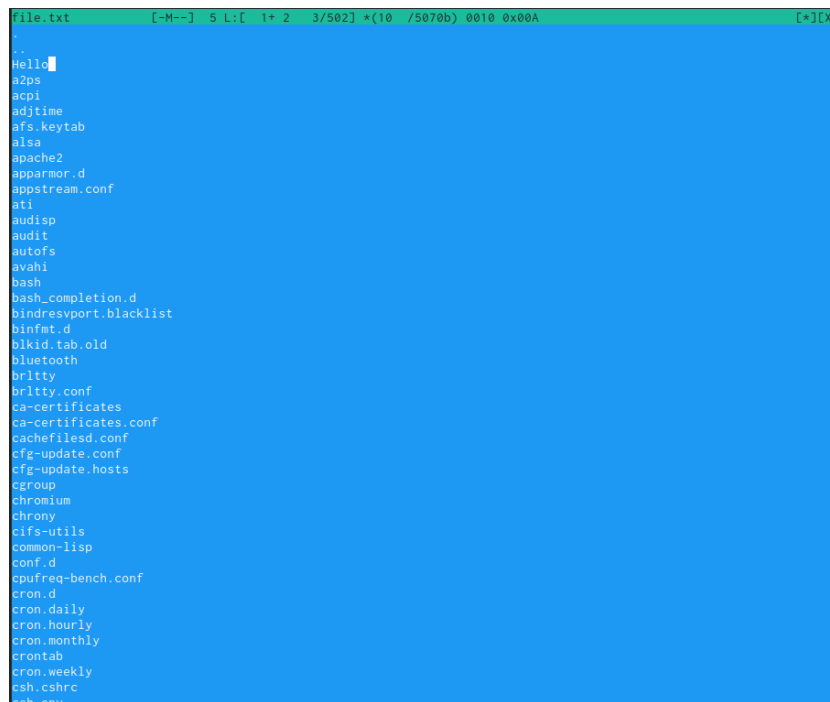 file.txt [-M--] 5 L:[ 1+ 2 3/502] *(10 /5070b) 0010 0x00A [*][X
.
..
Hello
a2ps
acpi
adjtime
afs.keytab
alsa
apache2
apparmor.d
appstream.conf
ati
audisp
audit
autofs
avahi
bash
bash_completion.d
bindresvport.blacklist
binfmt.d
blkid.tab.old
bluetooth
brltty
brltty.conf
ca-certificates
ca-certificates.conf
cachefilesd.conf
cfg-update.conf
cfg-update.hosts
cgroup
chromium
chrony
cifs-utils
common-lisp
conf.d
cpufreq-bench.conf
cron.d
cron.daily
cron.hourly
cron.monthly
crontab
cron.weekly
csh.cshrc